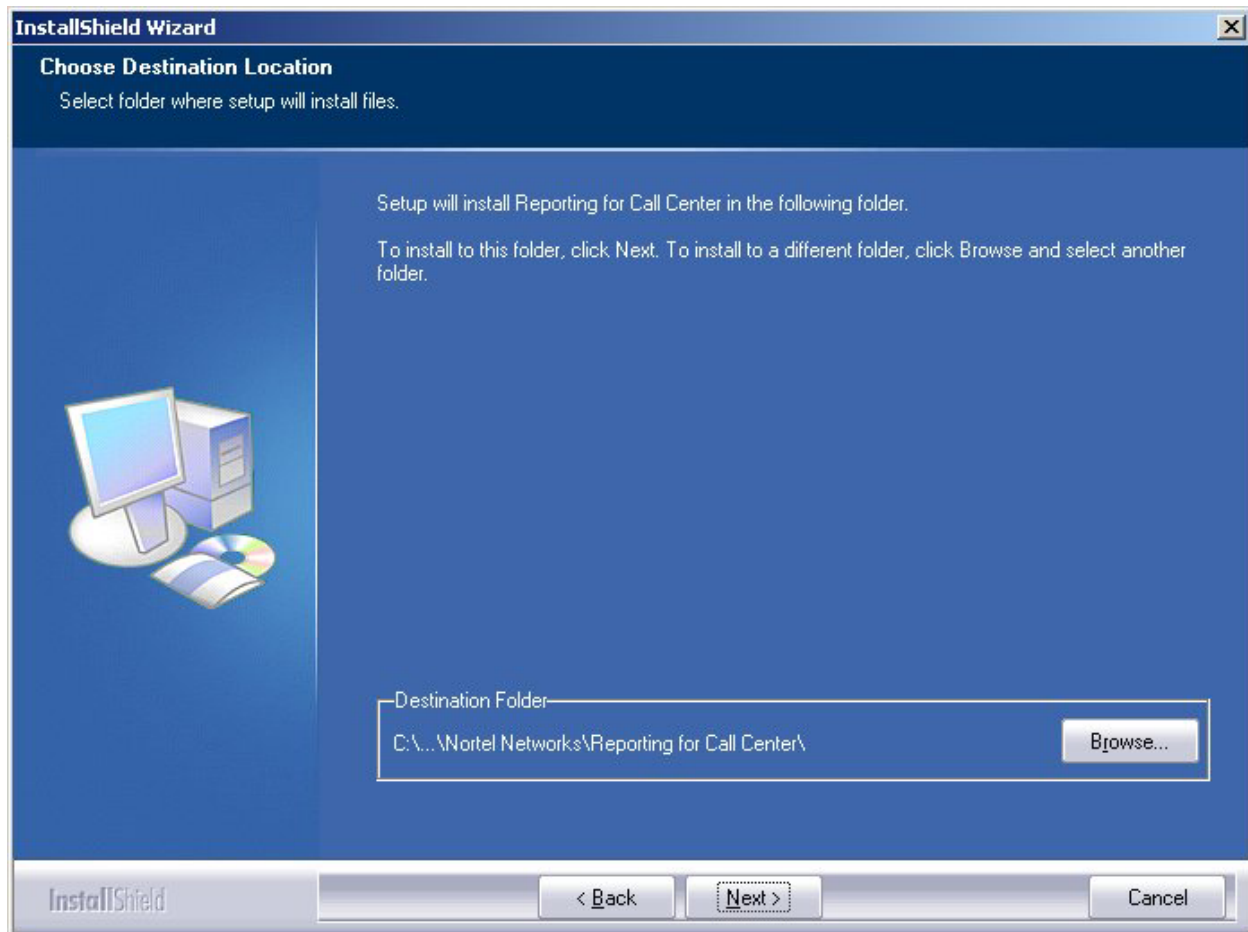 InstallShield Wizard
Choose Destination Location
Select folder where setup will install files.
Setup will install Reporting for Call Center in the following folder.
To install to this folder, click Next. To install to a different folder, click Browse and select another
folder.
Destination Folder
C:\...\Nortel Networks\Reporting for Call Center\
Browse...
InstallShield
< Back
Next >
Cancel